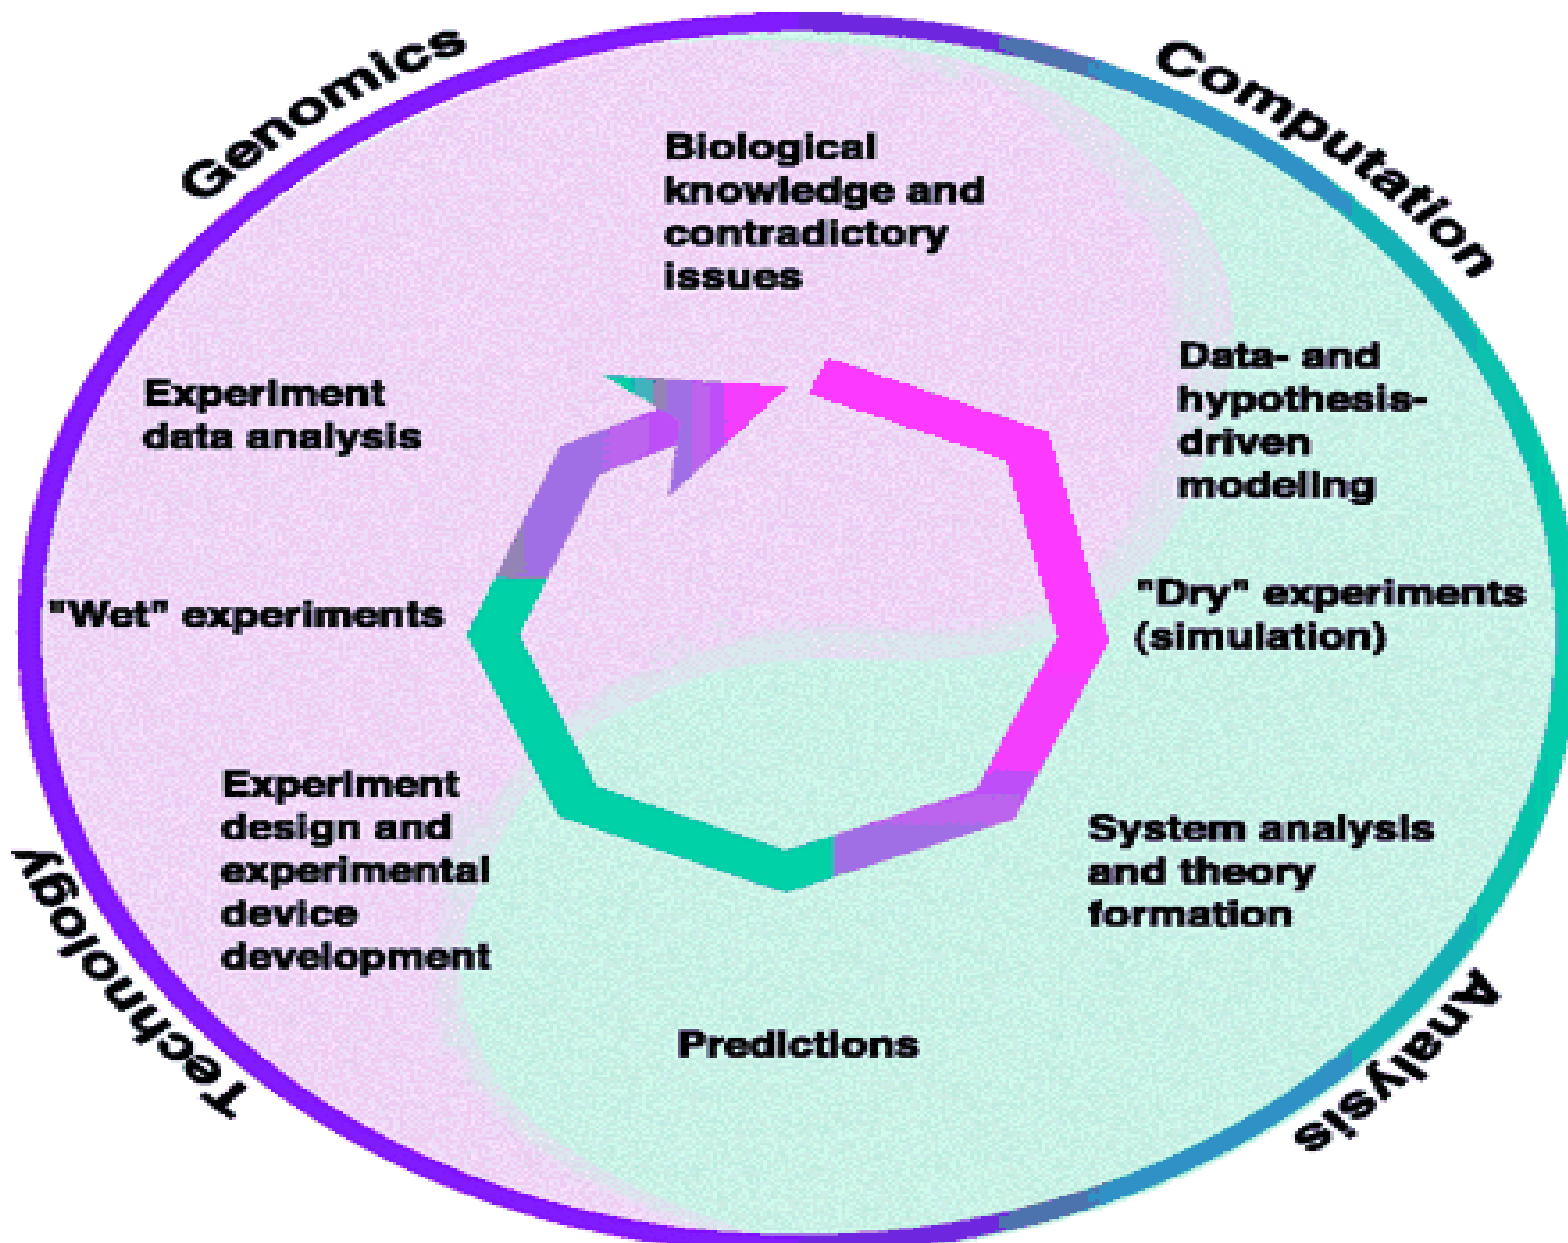 Genomics
Computation
Biological
knowledge and
contradictory
issues
Data- and
hypothesis-
driven
modeling
"Dry" experiments
(simulation)
System analysis
and theory
formation
Analysis
Predictions
Experiment
design and
experimental
device
development
Technology
"Wet" experiments
Experiment
data analysis